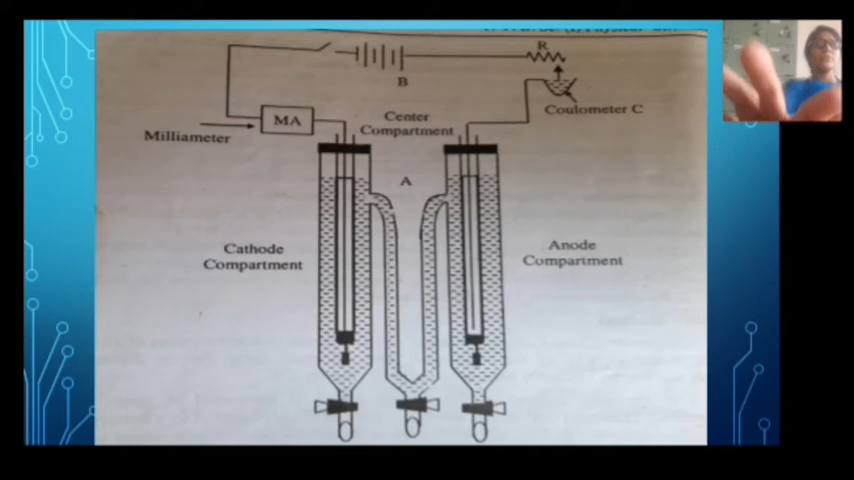 R
B
Coulometer C
MA
Center
Compartment
Milliameter
A
Cathode
Compartment
Anode
Compartment